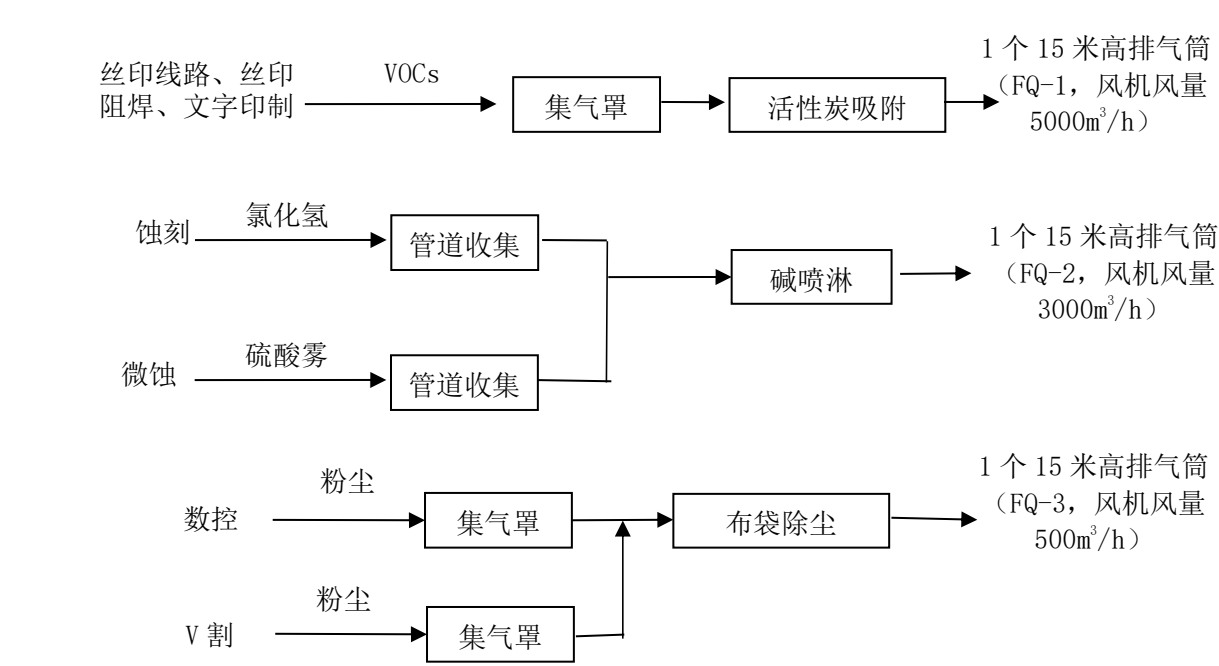 丝印线路、丝印
阻焊、文字印制
VOCs
集气罩
活性炭吸附
1 个 15 米高排气筒
（FQ-1，风机风量
5000m³/h）
蚀刻
氯化氢
管道收集
微蚀
硫酸雾
管道收集
碱喷淋
1 个 15 米高排气筒
（FQ-2，风机风量
3000m³/h）
数控
粉尘
集气罩
V 割
粉尘
集气罩
布袋除尘
1 个 15 米高排气筒
（FQ-3，风机风量
500m³/h）